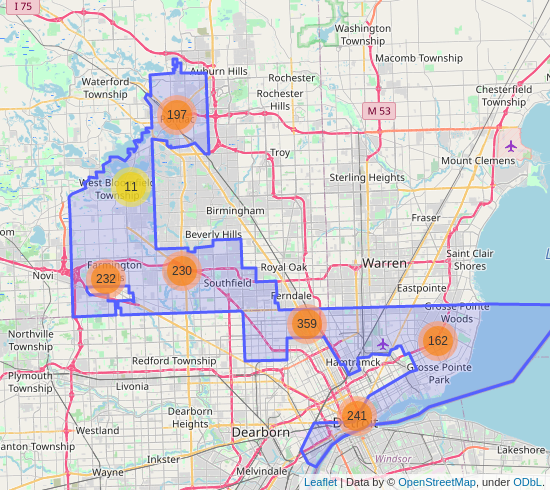 I 75
Washington
Township
Macomb Township
Auburn Hills
Rochester
Waterford
Township
Rochester
Hills
Chesterfield
Township
M 53
197
Troy
Mount Clemens
Sterling Heights
11
West Bloomfield
Township
Birmingham
Fraser
Beverly Hills
Saint Clair
Shores
Farmington
Hills
Novi
232
230
Royal Oak
Warren
Southfield
Eastpointe
Ferndale
Grosse Pointe
Woods
359
162
Northville
Township
Redford Township
Hamtramck
Grosse Pointe
Park
Plymouth
Township
Livonia
Dearborn
Heights
241
Westland
Dearborn
Canton Township
Inkster
Windsor
Lakeshore
Wayne
Melvindale
Leaflet | Data by © OpenStreetMap, under ODbL.